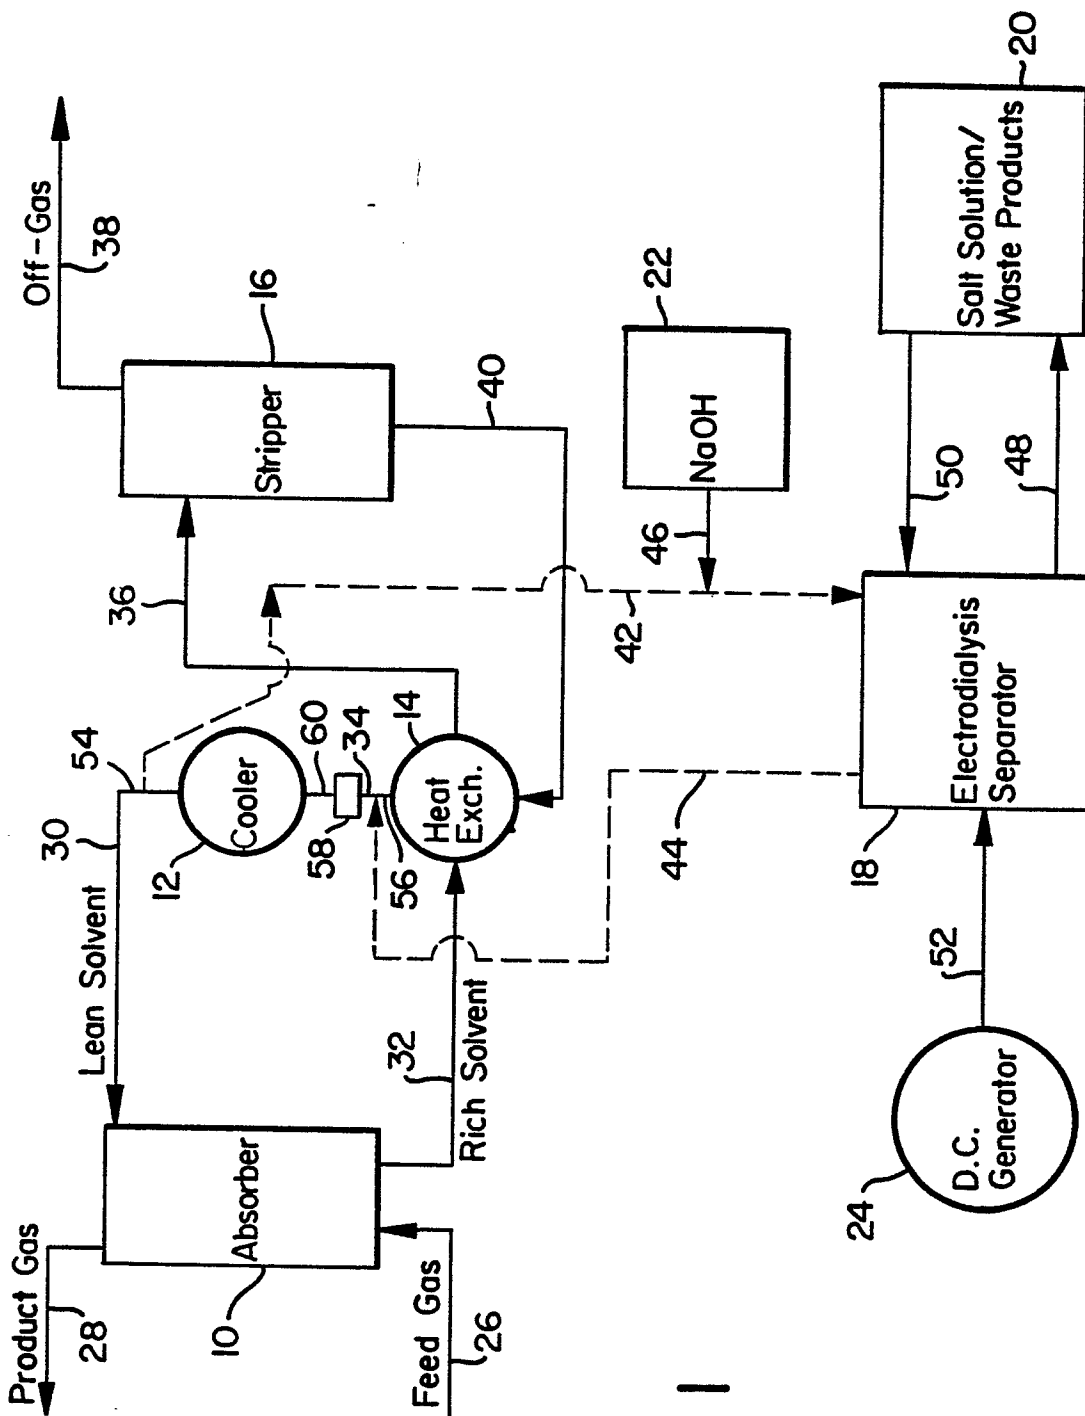 Off-Gas
38
16
Stripper
40
36
54
30
Lean Solvent
Cooler
12
60
34
58
14
Heat
Exch.
56
32
Rich Solvent
Product Gas
28
Absorber
10
Feed Gas
26
22
NaOH
46
42
44
20
Salt Solution/
Waste Products
50
48
Electrodialysis
Separator
18
52
D.C.
Generator
24